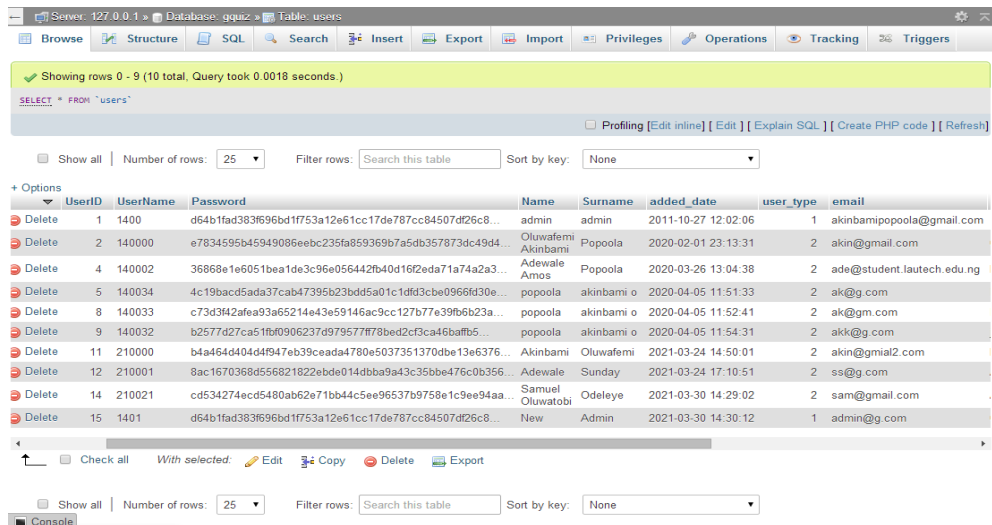 Server: 127.0.0.1 » Database: gquiz » Table: users
Browse Structure SQL Search Insert Export Import Privileges Operations Tracking Triggers
Showing rows 0 - 9 (10 total, Query took 0.0018 seconds.)
SELECT * FROM `users`
Profiling [Edit inline] [ Edit ] [ Explain SQL ] [ Create PHP code ] [ Refresh]
Show all | Number of rows: 25 Filter rows: Search this table Sort by key: None
+ Options
UserID UserName Password Name Surname added_date user_type email
Delete 1 1400 d64b1fad383f696bd1f753a12e61cc17de787cc84507df26c8... admin admin 2011-10-27 12:02:06 1 akinbamipopoola@gmail.com
Delete 2 140000 e7834595b45949086eebc235fa859369b7a5db357873dc49d4... Oluwafemi Akinbami Popoola 2020-02-01 23:13:31 2 akin@gmail.com
Delete 4 140002 36868e1e6051bea1de3c96e056442fb40d16f2eda71a74a2a3... Adewale Amos Popoola 2020-03-26 13:04:38 2 ade@student.lautech.edu.ng
Delete 5 140034 4c19bacd5ada37cab47395b23bdd5a01c1dfd3cbe0966fd30e... popoola akinbami o 2020-04-05 11:51:33 2 ak@g.com
Delete 8 140033 c73d3f42afea93a65214e43e59146ac9cc127b77e39fb6b23a... popoola akinbami o 2020-04-05 11:52:41 2 ak@gm.com
Delete 9 140032 b2577d27ca51fbf0906237d979577ff78bed2cf3ca46baffb5... popoola akinbami o 2020-04-05 11:54:31 2 akk@g.com
Delete 11 210000 b4a464d404d4f947eb39ceada4780e5037351370dbe13e6376... Akinbami Oluwafemi 2021-03-24 14:50:01 2 akin@gmial2.com
Delete 12 210001 8ac1670368d556821822ebde014dbba9a43c35bbe476c0b356... Adewale Sunday 2021-03-24 17:10:51 2 ss@g.com
Delete 14 210021 cd534274ecd5480ab62e71bb44c5ee96537b9758e1c9ee94aa... Samuel Oluwatobi Odeleye 2021-03-30 14:29:02 2 sam@gmail.com
Delete 15 1401 d64b1fad383f696bd1f753a12e61cc17de787cc84507df26c8... New Admin 2021-03-30 14:30:12 1 admin@g.com
Check all With selected: Edit Copy Delete Export
Show all | Number of rows: 25 Filter rows: Search this table Sort by key: None
Console